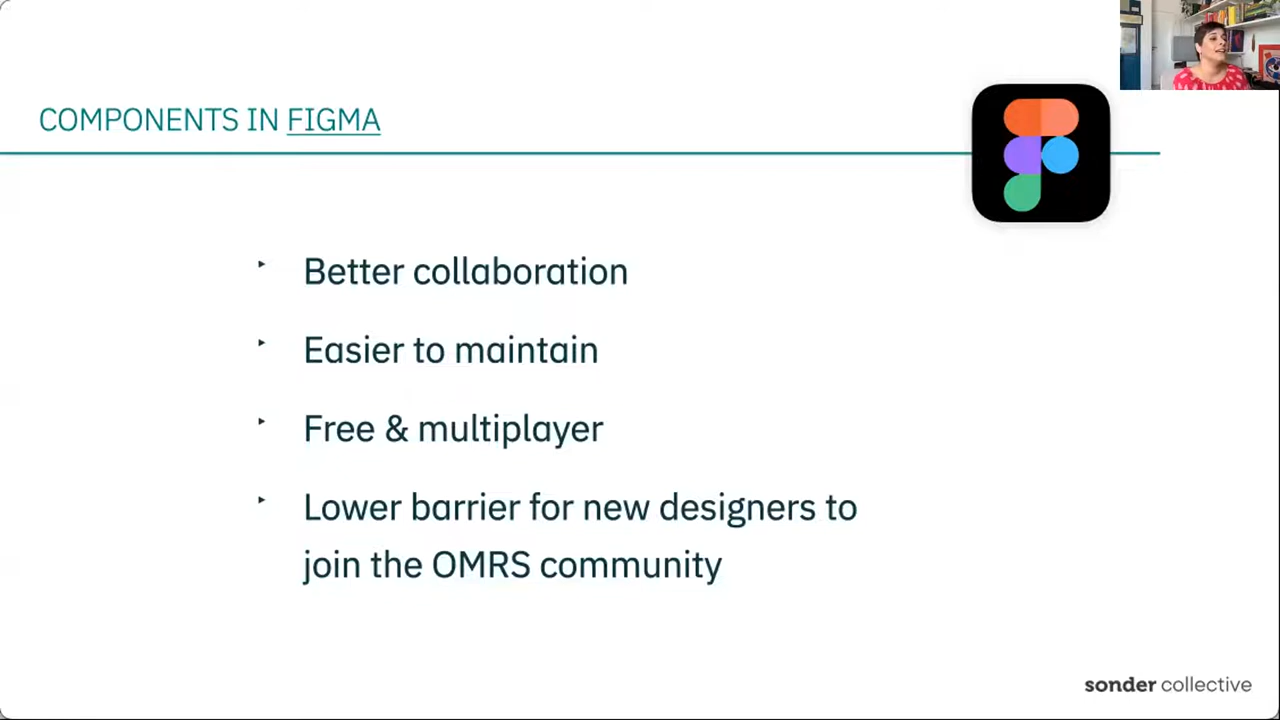 COMPONENTS IN FIGMA
‣ Better collaboration
‣ Easier to maintain
‣ Free & multiplayer
‣ Lower barrier for new designers to
join the OMRS community
sonder collective